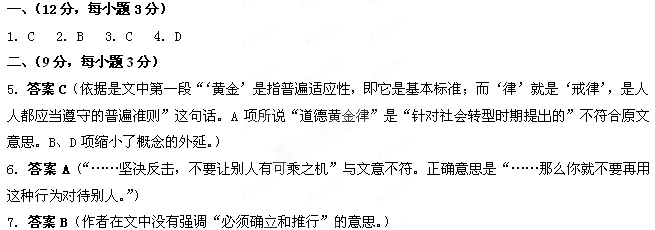 一、(12分，每小题3分)
1. C  2. B  3. C  4. D
二、(9分，每小题3分)
5. 答案C(依据是文中第一段“‘黄金’是指普遍适应性，即它是基本标准；而‘律’就是‘戒律’，是人
人都应当遵守的普遍准则”这句话。A 项所说“道德黄金律”是“针对社会转型时期提出的”不符合原文
意思。B、D 项缩小了概念的外延。)
6. 答案 A(“……坚决反击，不要让别人有可乘之机”与文意不符。正确意思是“……那么你就不要再用
这种行为对待别人。”)
7. 答案B(作者在文中没有强调“必须确立和推行”的意思。)